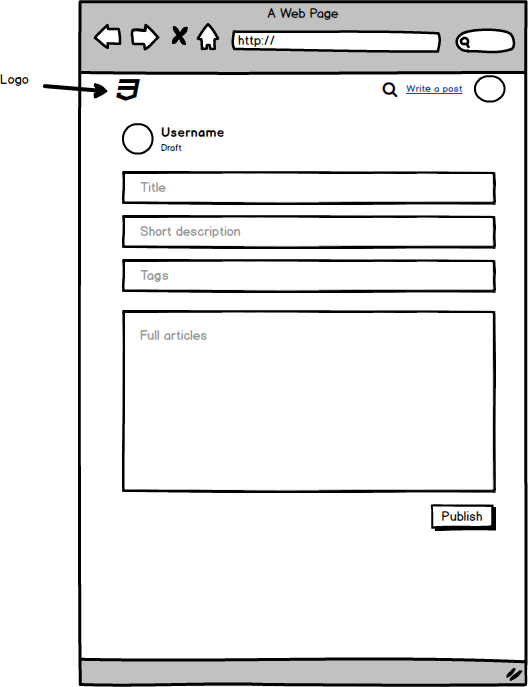 A Web Page
http://
Logo
Write a post
Username
Draft
Title
Short description
Tags
Full articles
Publish